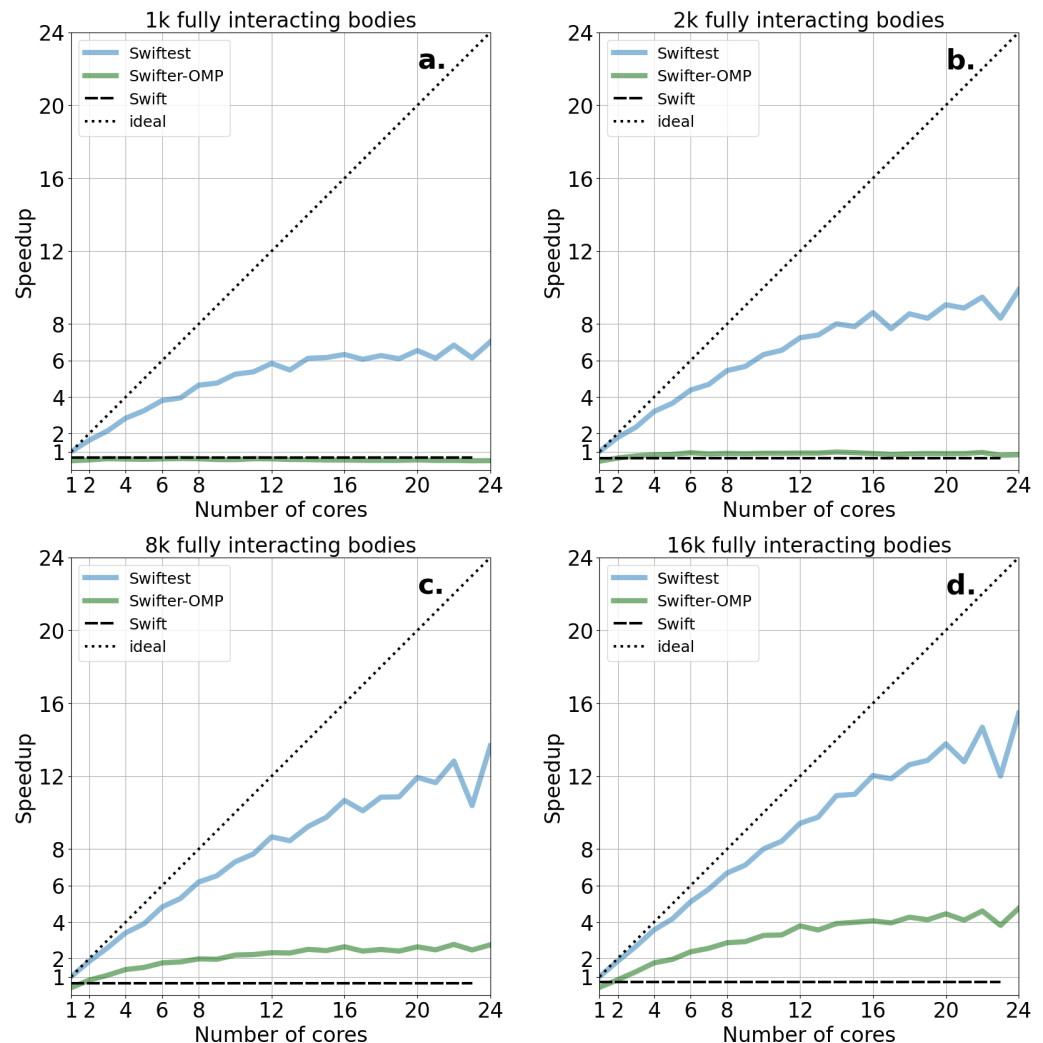 1k fully interacting bodies
24
20
16
12
8
6
4
2
1
Speedup
Swiftest
Swifter-OMP
Swift
ideal
a.
1 2 4 6 8 12 16 20 24
Number of cores
2k fully interacting bodies
24
20
16
12
8
6
4
2
1
Speedup
Swiftest
Swifter-OMP
Swift
ideal
b.
1 2 4 6 8 12 16 20 24
Number of cores
8k fully interacting bodies
24
20
16
12
8
6
4
2
1
Speedup
Swiftest
Swifter-OMP
Swift
ideal
c.
1 2 4 6 8 12 16 20 24
Number of cores
16k fully interacting bodies
24
20
16
12
8
6
4
2
1
Speedup
Swiftest
Swifter-OMP
Swift
ideal
d.
1 2 4 6 8 12 16 20 24
Number of cores